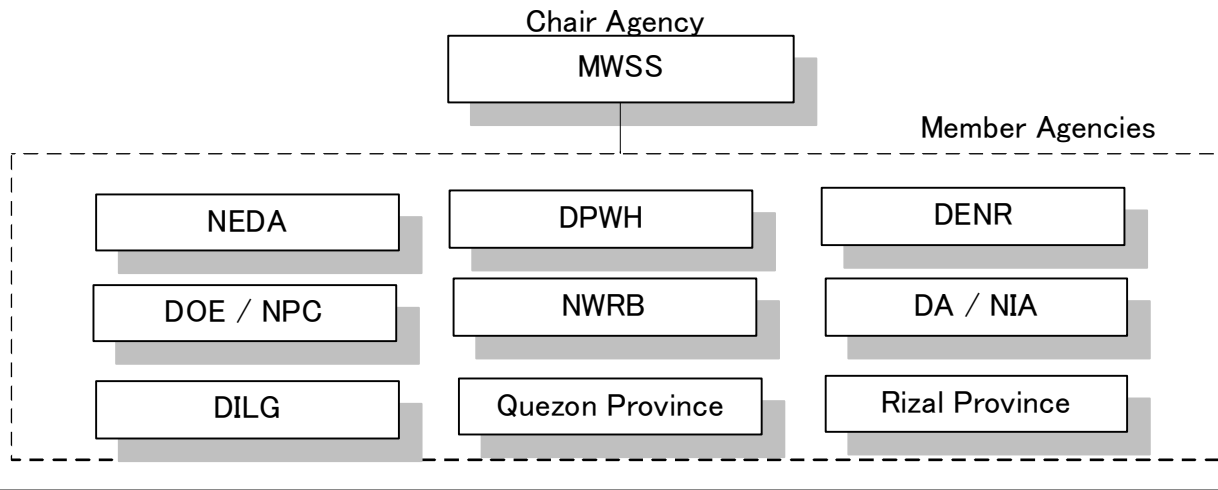 Chair Agency
MWSS
Member Agencies
NEDA
DPWH
DENR
DOE / NPC
NWRB
DA / NIA
DILG
Quezon Province
Rizal Province